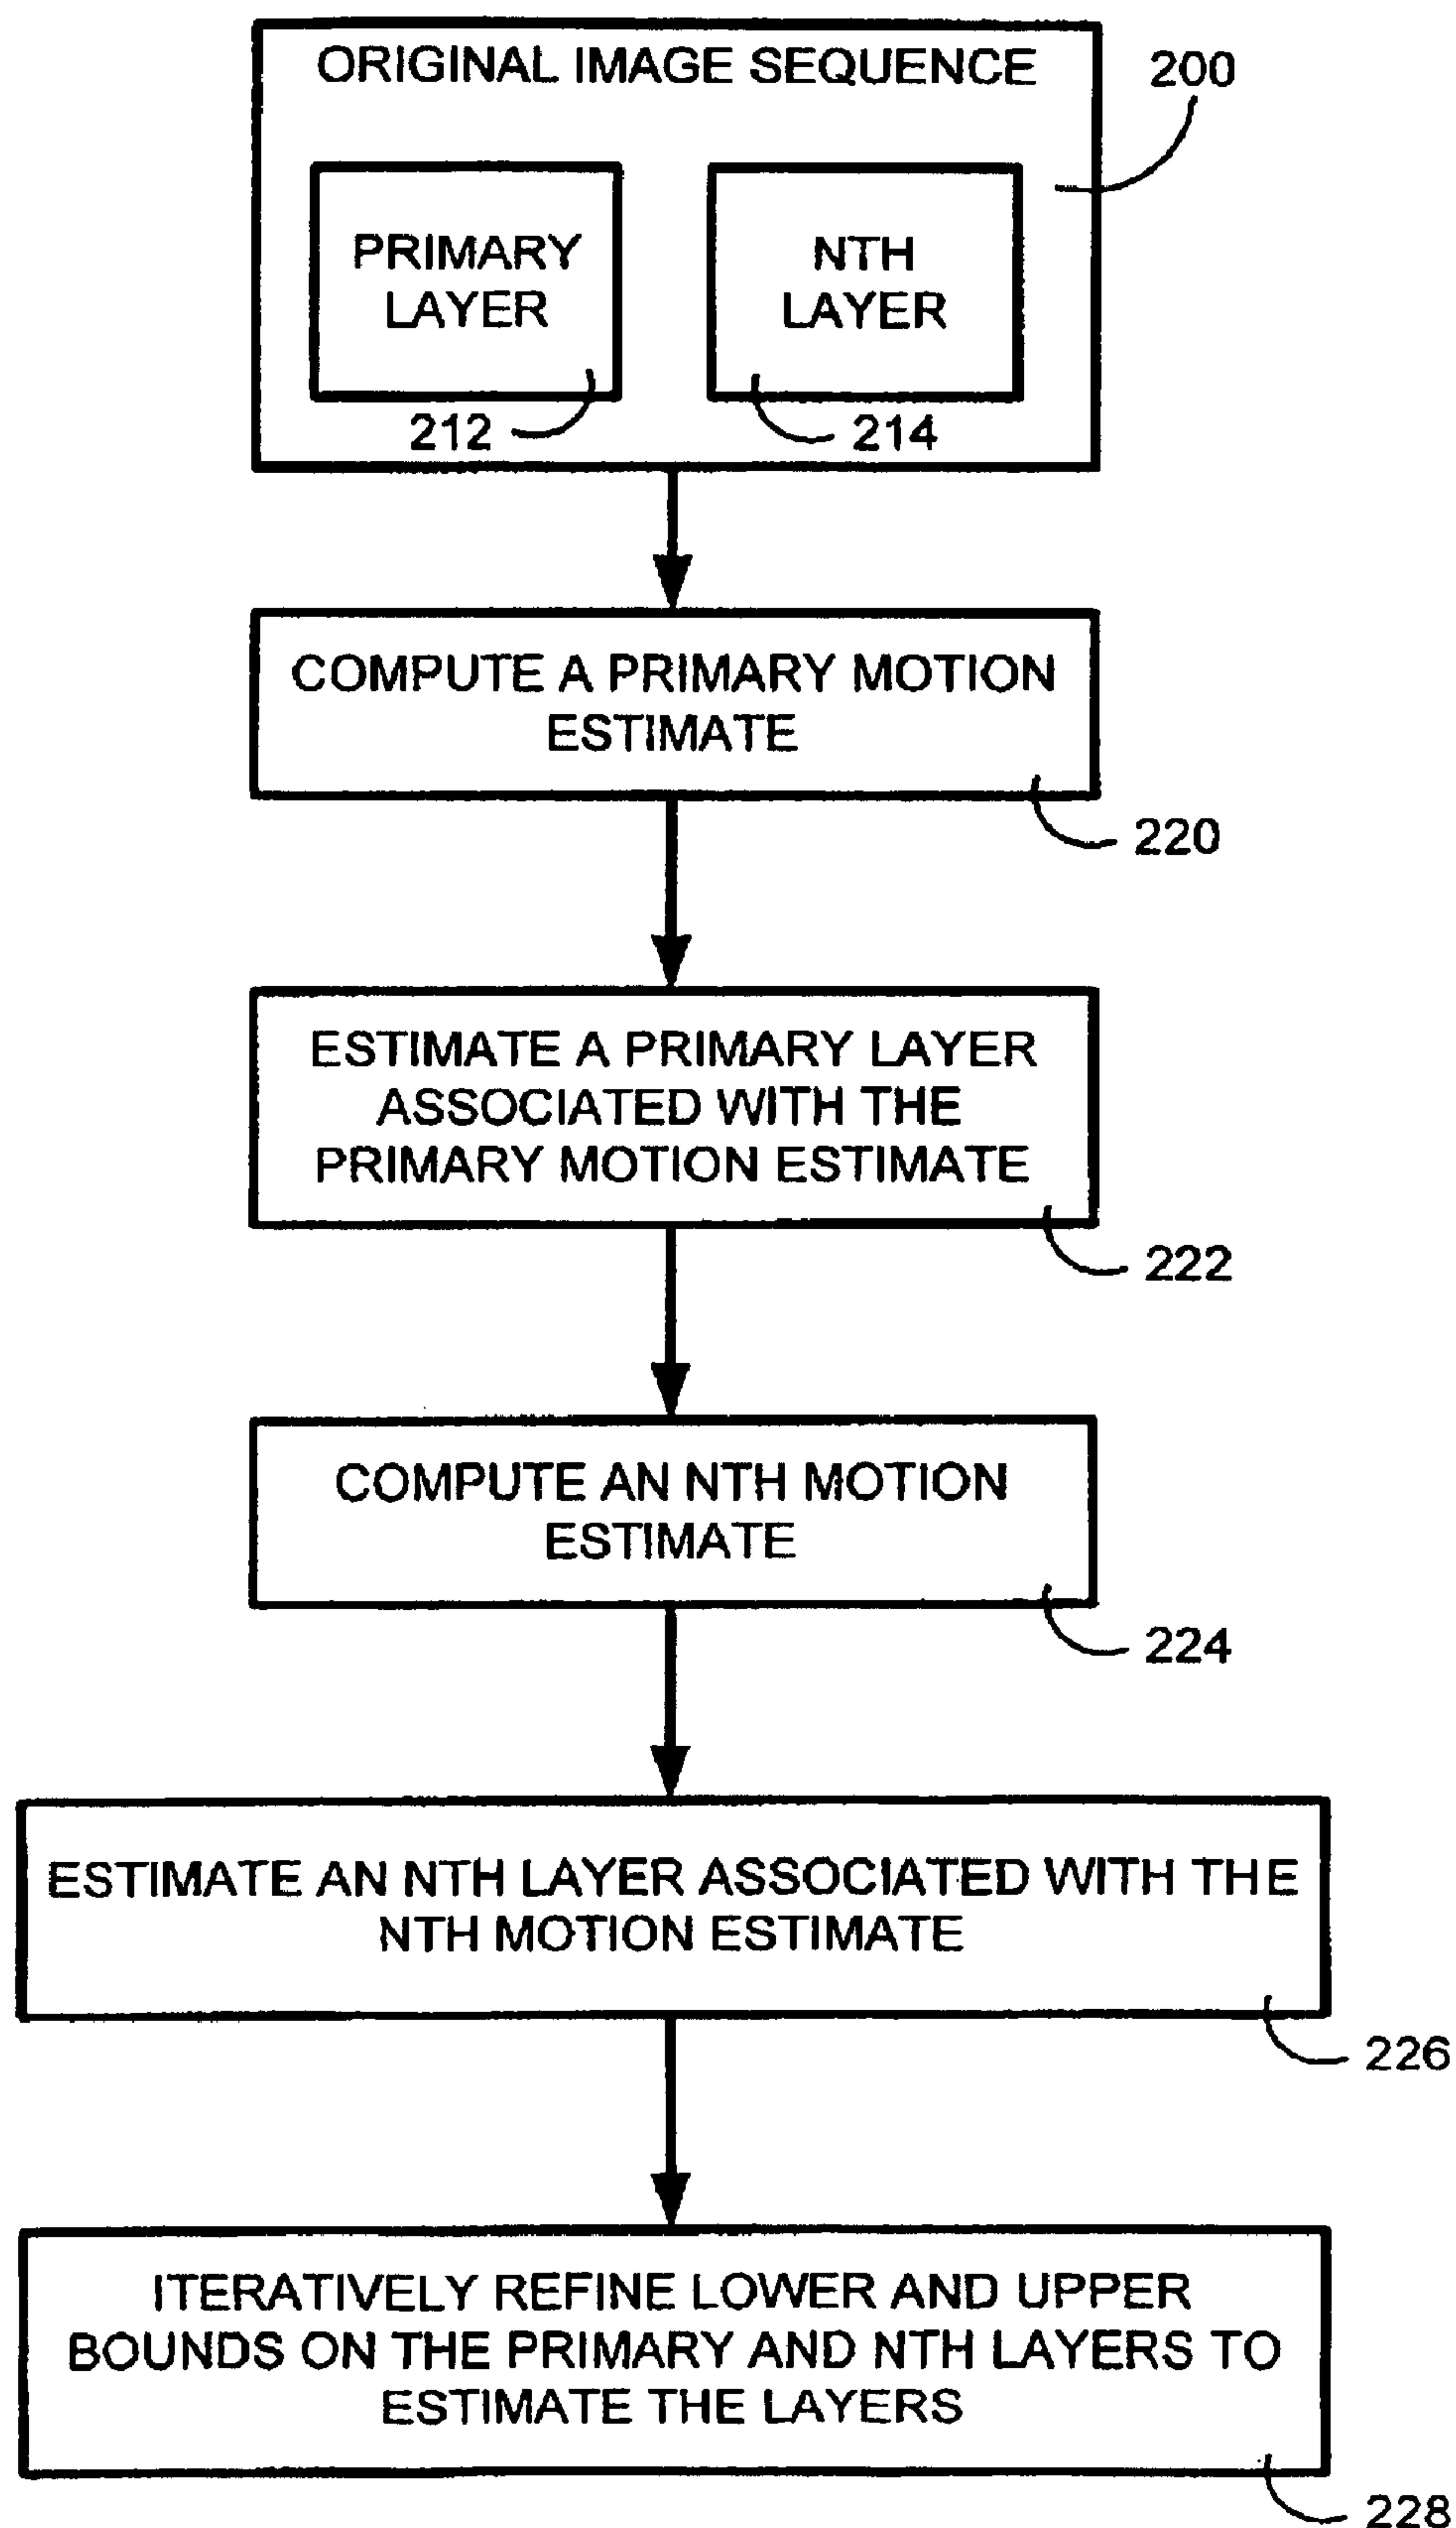 ORIGINAL IMAGE SEQUENCE
200
PRIMARY
LAYER
212
NTH
LAYER
214
COMPUTE A PRIMARY MOTION
ESTIMATE
220
ESTIMATE A PRIMARY LAYER
ASSOCIATED WITH THE
PRIMARY MOTION ESTIMATE
222
COMPUTE AN NTH MOTION
ESTIMATE
224
ESTIMATE AN NTH LAYER ASSOCIATED WITH THE
NTH MOTION ESTIMATE
226
ITERATIVELY REFINE LOWER AND UPPER
BOUNDS ON THE PRIMARY AND NTH LAYERS TO
ESTIMATE THE LAYERS
228